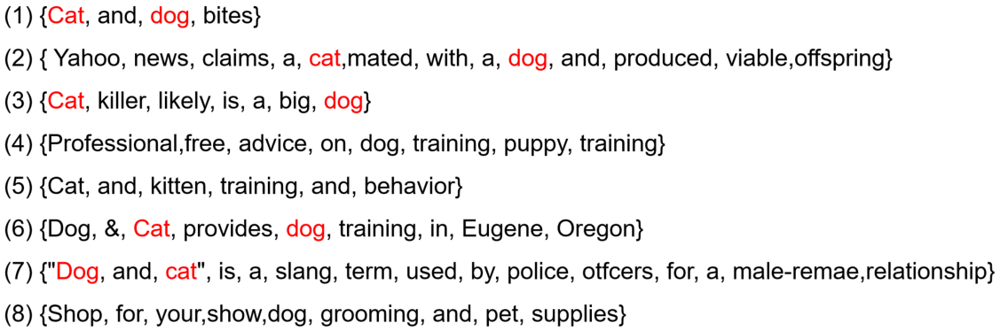 (1) {Cat, and, dog, bites}
(2) { Yahoo, news, claims, a, cat,mated, with, a, dog, and, produced, viable,offspring}
(3) {Cat, killer, likely, is, a, big, dog}
(4) {Professional,free, advice, on, dog, training, puppy, training}
(5) {Cat, and, kitten, training, and, behavior}
(6) {Dog, &, Cat, provides, dog, training, in, Eugene, Oregon}
(7) {"Dog, and, cat", is, a, slang, term, used, by, police, otfcers, for, a, male-remae,relationship}
(8) {Shop, for, your,show,dog, grooming, and, pet, supplies}